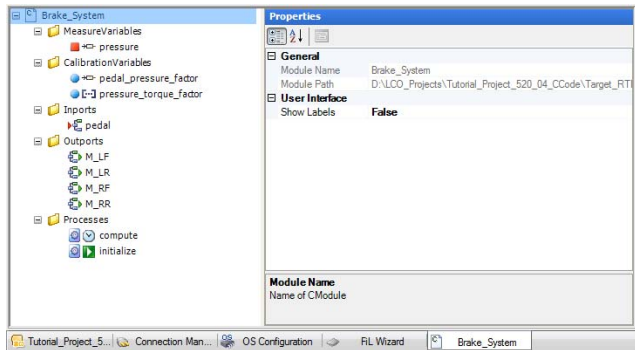 Brake_System
MeasureVariables
pressure
CalibrationVariables
pedal_pressure_factor
pressure_torque_factor
Inports
pedal
Outports
M_LF
M_LR
M_RF
M_RR
Processes
compute
initialize
Properties
General
Module Name Brake_System
Module Path D:\LCO_Projects\Tutorial_Project_520_04_CCode\Target_RTI
User Interface
Show Labels False
Module Name
Name of CModule
Tutorial_Project_5... Connection Man... OS Configuration FiL Wizard Brake_System